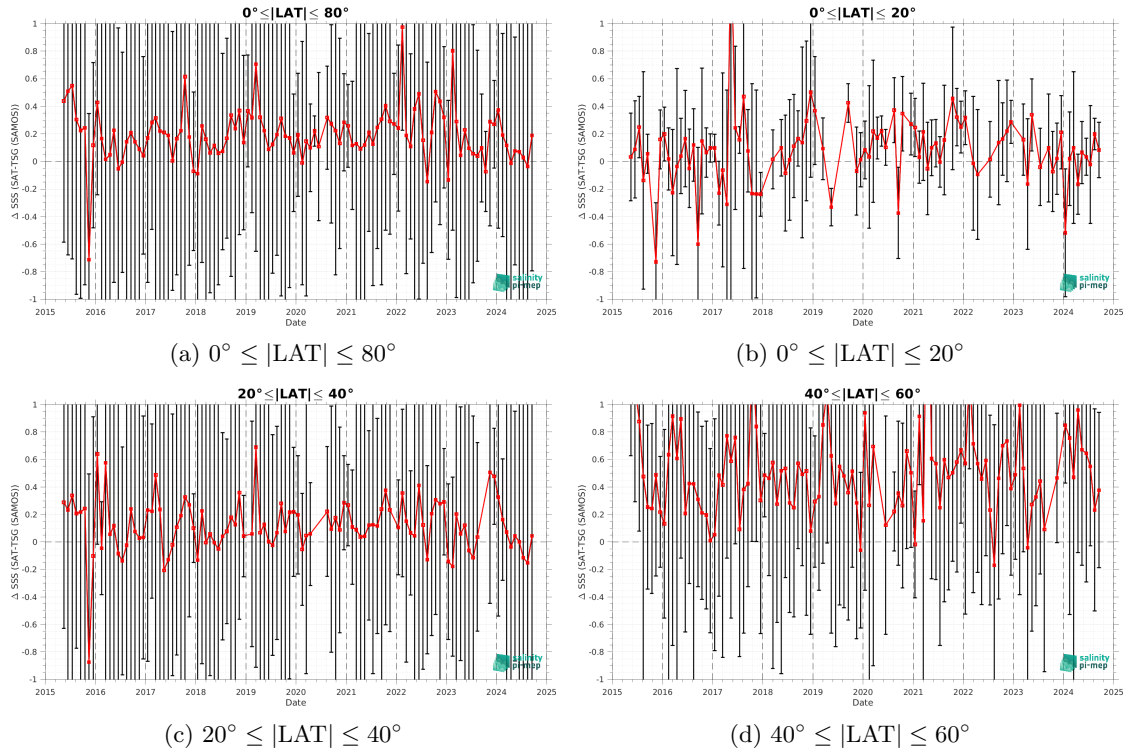 0°≤|LAT|≤ 80°
Δ SSS (SAT-TSG (SAMOS))
1
0.8
0.6
0.4
0.2
0
-0.2
-0.4
-0.6
-0.8
-1
2015 2016 2017 2018 2019 2020 2021 2022 2023 2024 2025
Date
salinity
pi-mep
(a) 0° ≤ |LAT| ≤ 80°
0°≤|LAT|≤ 20°
Δ SSS (SAT-TSG (SAMOS))
1
0.8
0.6
0.4
0.2
0
-0.2
-0.4
-0.6
-0.8
-1
2015 2016 2017 2018 2019 2020 2021 2022 2023 2024 2025
Date
salinity
pi-mep
(b) 0° ≤ |LAT| ≤ 20°
20°≤|LAT|≤ 40°
Δ SSS (SAT-TSG (SAMOS))
1
0.8
0.6
0.4
0.2
0
-0.2
-0.4
-0.6
-0.8
-1
2015 2016 2017 2018 2019 2020 2021 2022 2023 2024 2025
Date
salinity
pi-mep
(c) 20° ≤ |LAT| ≤ 40°
40°≤|LAT|≤ 60°
Δ SSS (SAT-TSG (SAMOS))
1
0.8
0.6
0.4
0.2
0
-0.2
-0.4
-0.6
-0.8
-1
2015 2016 2017 2018 2019 2020 2021 2022 2023 2024 2025
Date
salinity
pi-mep
(d) 40° ≤ |LAT| ≤ 60°